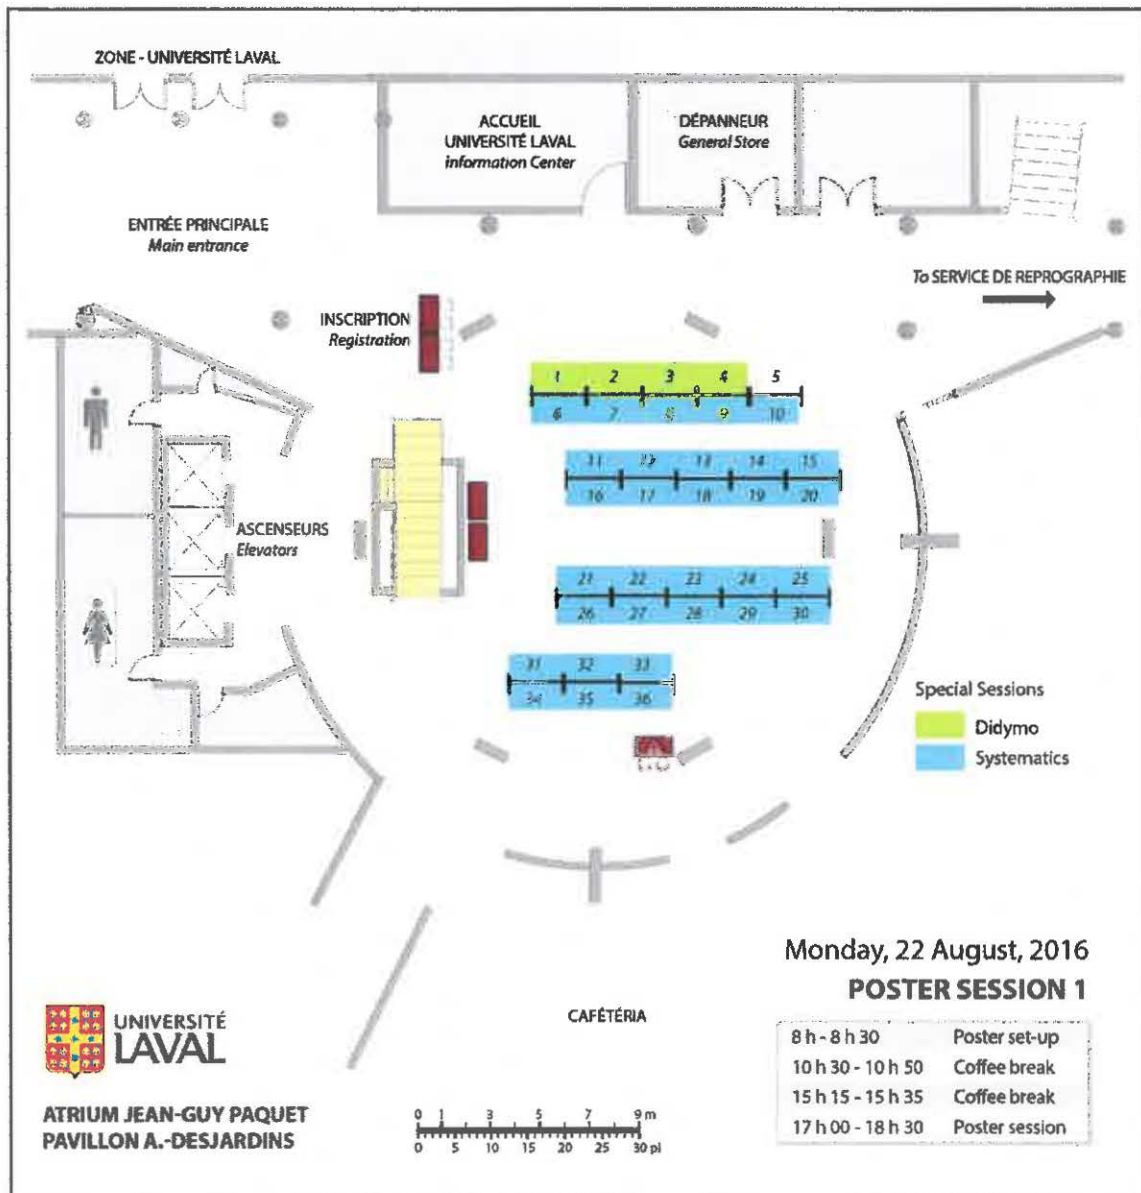 ZONE - UNIVERSITÉ LAVAL
ACCUEIL
UNIVERSITÉ LAVAL
Information Center
DÉPANNEUR
General Store
ENTRÉE PRINCIPALE
Main entrance
To SERVICE DE REPROGRAPHIE
INSCRIPTION
Registration
1 2 3 4 5
6 7 8 9 10
11 12 13 14 15
16 17 18 19 20
ASCENSEURS
Elevators
21 22 23 24 25
26 27 28 29 30
31 32 33
34 35 36
Special Sessions
Didymo
Systematics
Monday, 22 August, 2016
POSTER SESSION 1
8 h - 8 h 30 Poster set-up
10 h 30 - 10 h 50 Coffee break
15 h 15 - 15 h 35 Coffee break
17 h 00 - 18 h 30 Poster session
CAFÉTÉRIA
UNIVERSITÉ
LAVAL
ATRIUM JEAN-GUY PAQUET
PAVILLON A.-DESJARDINS
0 1 3 5 7 9 m
0 5 10 15 20 25 30 pi